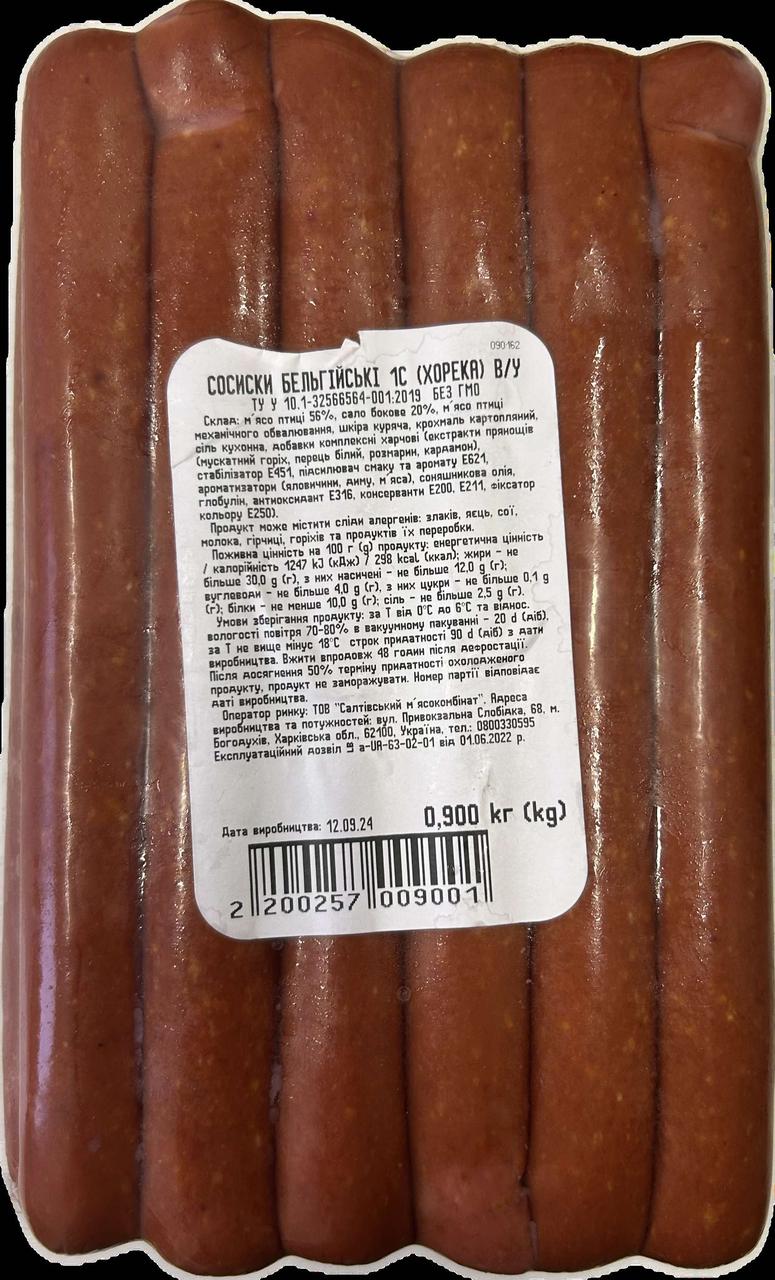 090162
СОСИСКИ БЕЛЬГІЙСЬКІ 1С (ХОРЕКА) В/У
ТУ У 10.1-32566564-001:2019 БЕЗ ГМО
Склад: м'ясо птиці 56%, сало бокове 20%, м'ясо птиці
механічного обвалювання, шкіра куряча, крохмаль картопляний,
сіль кухонна, добавки комплексні харчові (екстракти прянощів
(мускатний горіх, перець білий, розмарин, кардамон),
стабілізатор Е451, підсилювач смаку та аромату Е621,
ароматизатори (яловичини, диму, м'яса), соняшникова олія,
глобулін, антиоксидант Е316, консерванти Е200, Е211, фіксатор
кольору Е250).
Продукт може містити сліди алергенів: злаків, яєць, сої,
молока, гірчиці, горіхів та продуктів їх переробки.
Поживна цінність на 100 г (g) продукту: енергетична цінність
/ калорійність 1247 kJ (кДж) / 298 kcal (ккал); жири - не
більше 30,0 g (г), з них насичені - не більше 12,0 g (г);
вуглеводи - не більше 4,0 g (г), з них цукри - не більше 0,1 g
(г); білки - не менше 10,0 g (г); сіль - не більше 2,5 g (г).
Умови зберігання продукту: за Т від 0°С до 6°С та віднос.
вологості повітря 70-80% в вакуумному пакуванні - 20 d (діб),
за Т не вище мінус 18°С строк придатності 90 d (діб) з дати
виробництва. Вжити впродовж 48 годин після дефростації.
Після досягнення 50% терміну придатності охолодженого
продукту, продукт не заморажувати. Номер партії відповідає
даті виробництва.
Оператор ринку: ТОВ "Салтівський м'ясокомбінат". Адреса
виробництва та потужностей: вул. Привокзальна Слобідка, 68, м.
Богодухів, Харківська обл., 62100, Україна, тел.: 0800330595
Експлуатаційний дозвіл № a-UA-63-02-01 від 01.06.2022 р.
Дата виробництва: 12.09.24 0,900 кг (kg)
2 200257 009001